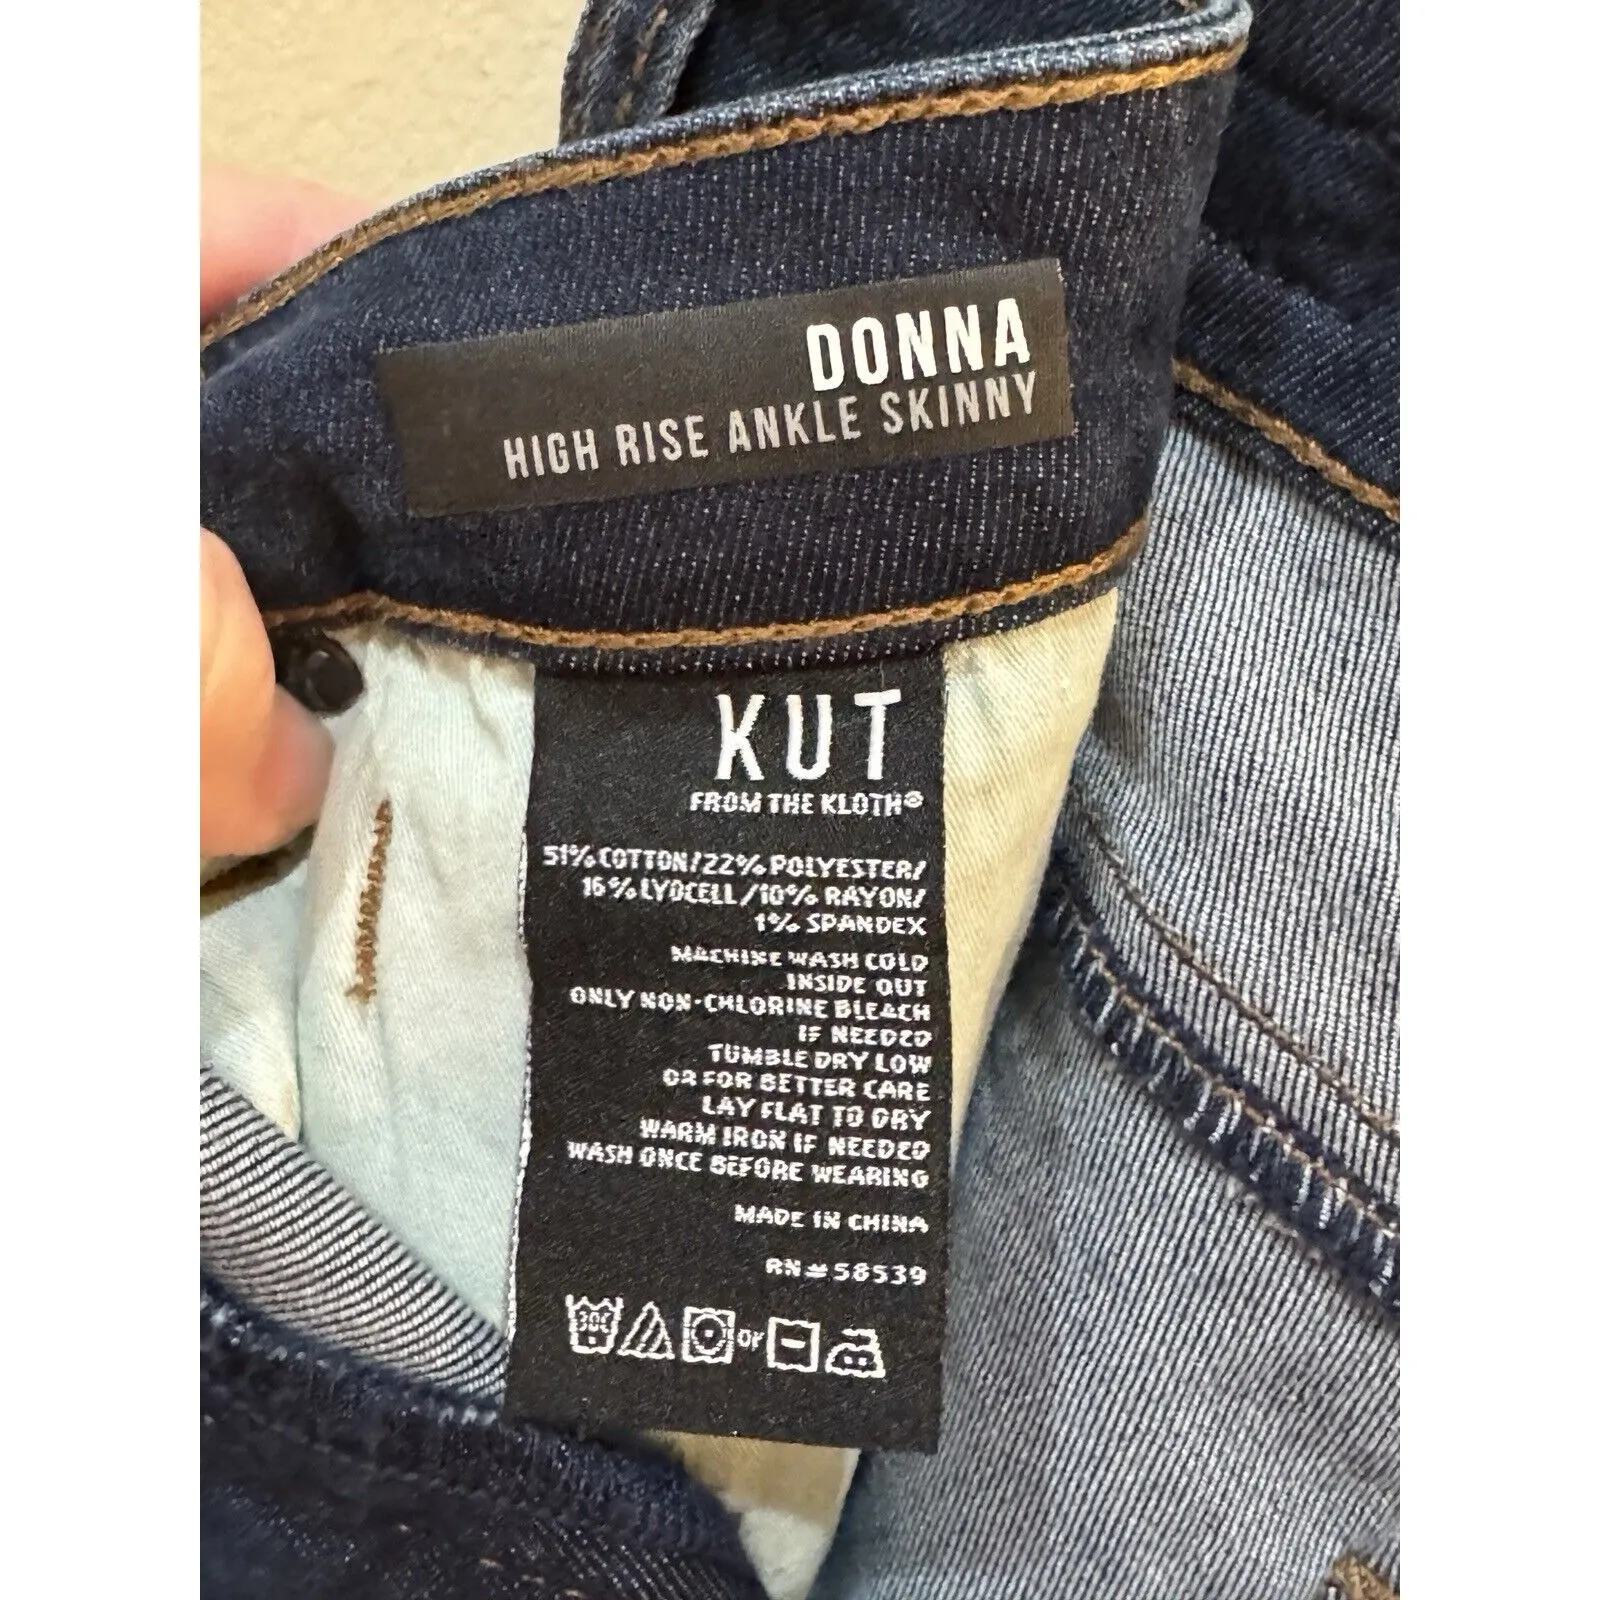 DONNA
HIGH RISE ANKLE SKINNY
KUT
FROM THE KLOTH®
51% COTTON/22% POLYESTER/
16% LYOCELL/10% RAYON/
1% SPANDEX
MACHINE WASH COLD
INSIDE OUT
ONLY NON-CHLORINE BLEACH
IF NEEDED
TUMBLE DRY LOW
OR FOR BETTER CARE
LAY FLAT TO DRY
WARM IRON IF NEEDED
WASH ONCE BEFORE WEARING
MADE IN CHINA
RN#58539
30C or